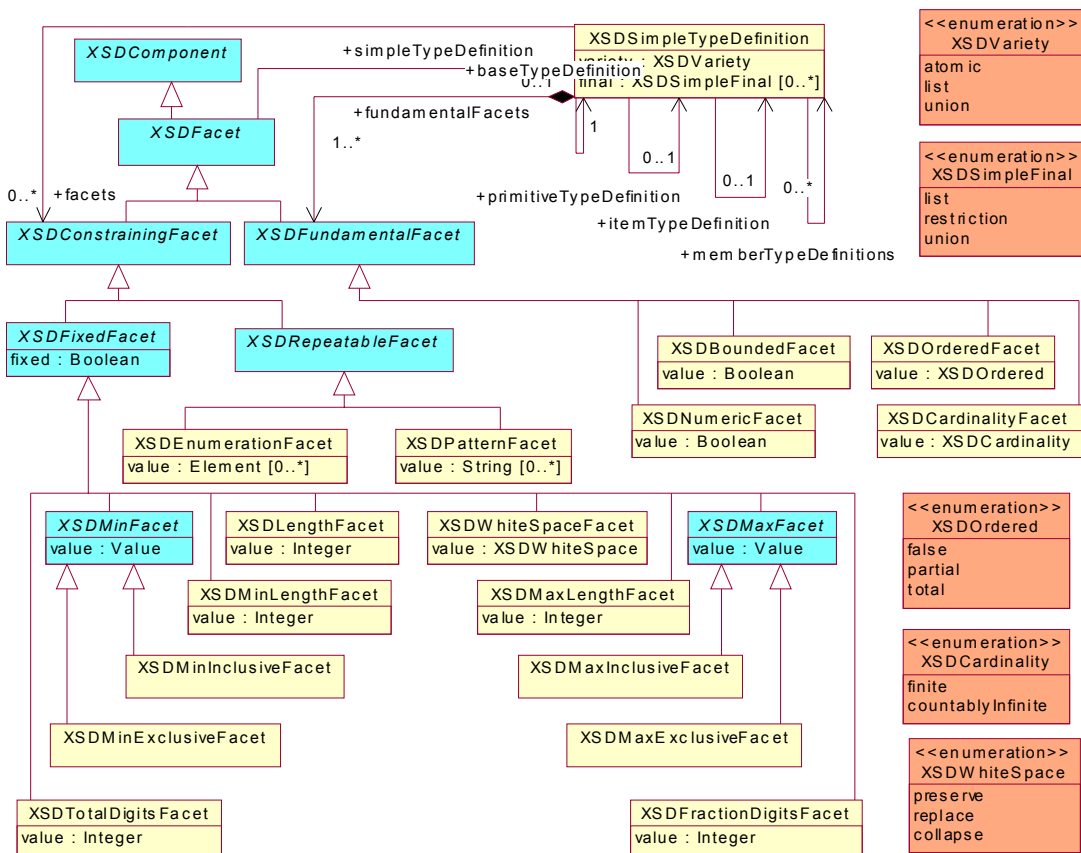 XSDComponent
+simpleTypeDefinition
XSDSimpleTypeDefinition
variety : XSDVariety
+baseTypeDefinition
0..1
final : XSDSimpleFinal [0..*]
<<enumeration>>
XSDVariety
atomic
list
union
XSDFacet
+fundamentalFacets
1..*
1
0..1
0..1
0..*
<<enumeration>>
XSDSimpleFinal
list
restriction
union
0..*
+facets
+primitiveTypeDefinition
+itemTypeDefinition
+memberTypeDefinitions
XSDConstrainingFacet
XSDFundamentalFacet
XSDFixedFacet
fixed : Boolean
XSDRepeatableFacet
XSDBoundedFacet
value : Boolean
XSDOrderedFacet
value : XSDOrdered
XSDNumericFacet
value : Boolean
XSDCardinalityFacet
value : XSDCardinality
XSDEnumerationFacet
value : Element [0..*]
XSDPatternFacet
value : String [0..*]
XSDMinFacet
value : Value
XSDLengthFacet
value : Integer
XSDWhiteSpaceFacet
value : XSDWhiteSpace
XSDMaxFacet
value : Value
<<enumeration>>
XSDOrdered
false
partial
total
XSDMinLengthFacet
value : Integer
XSDMaxLengthFacet
value : Integer
XSDMinInclusiveFacet
XSDMaxInclusiveFacet
<<enumeration>>
XSDCardinality
finite
countablyInfinite
XSDMinExclusiveFacet
XSDMaxExclusiveFacet
<<enumeration>>
XSDWhiteSpace
preserve
replace
collapse
XSDTotalDigitsFacet
value : Integer
XSDFractionDigitsFacet
value : Integer